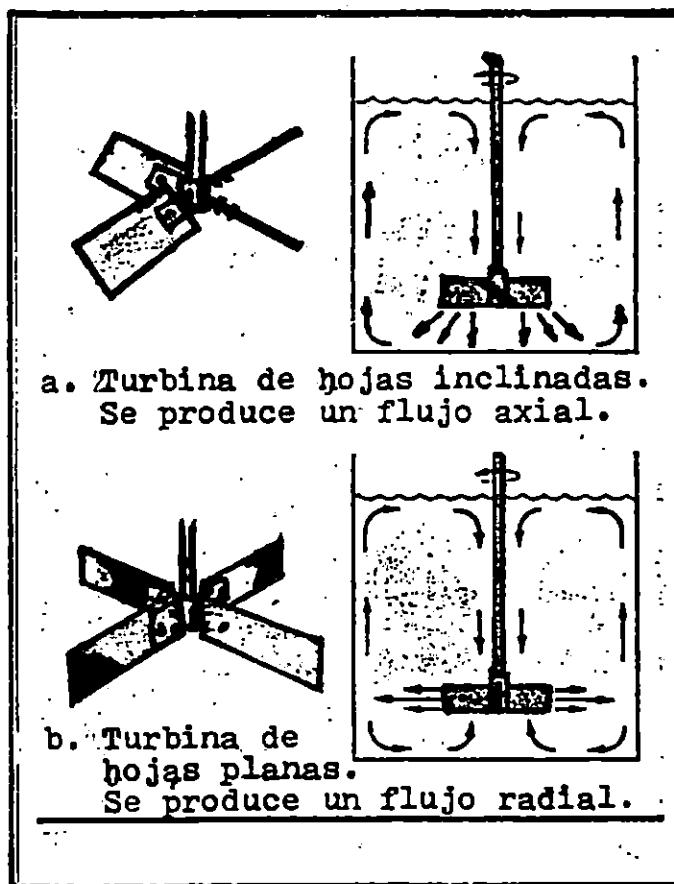 a. Turbina de hojas inclinadas.
Se produce un flujo axial.
b. Turbina de
hojas planas.
Se produce un flujo radial.